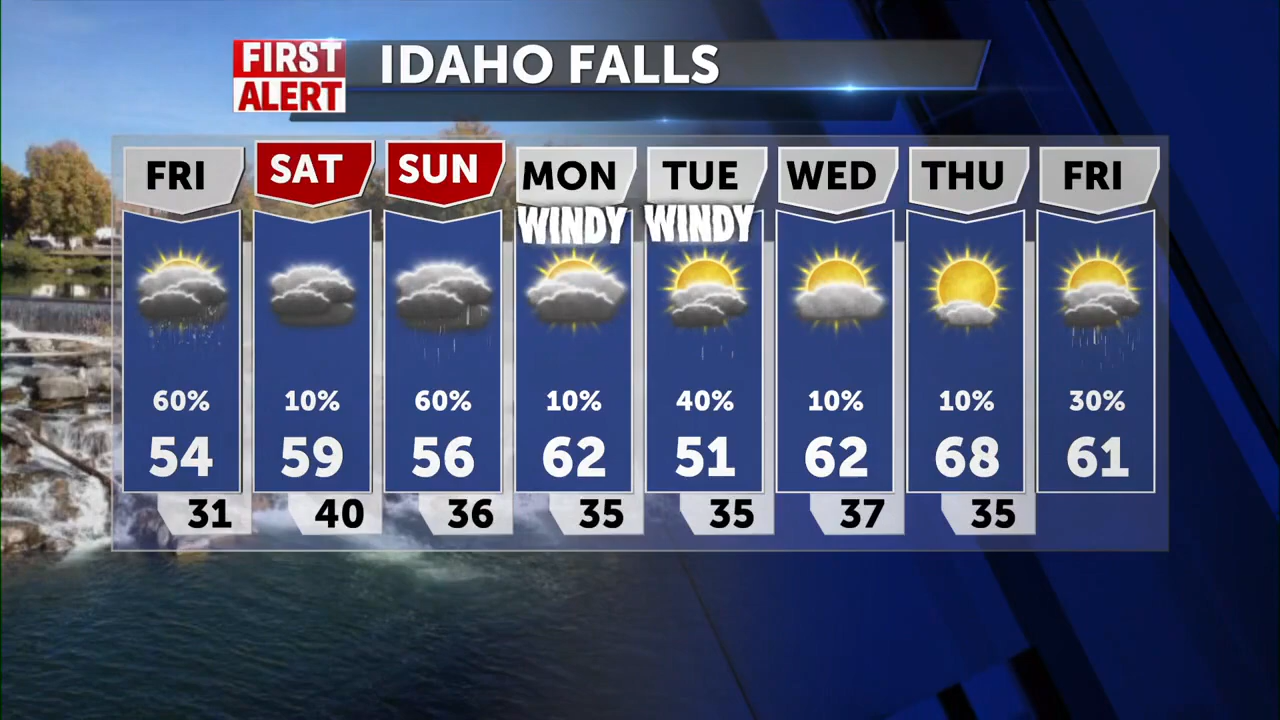 FIRST
ALERT
IDAHO FALLS
FRI SAT SUN MON TUE WED THU FRI
WINDY WINDY
60% 10% 60% 10% 40% 10% 10% 30%
54 59 56 62 51 62 68 61
31 40 36 35 35 37 35